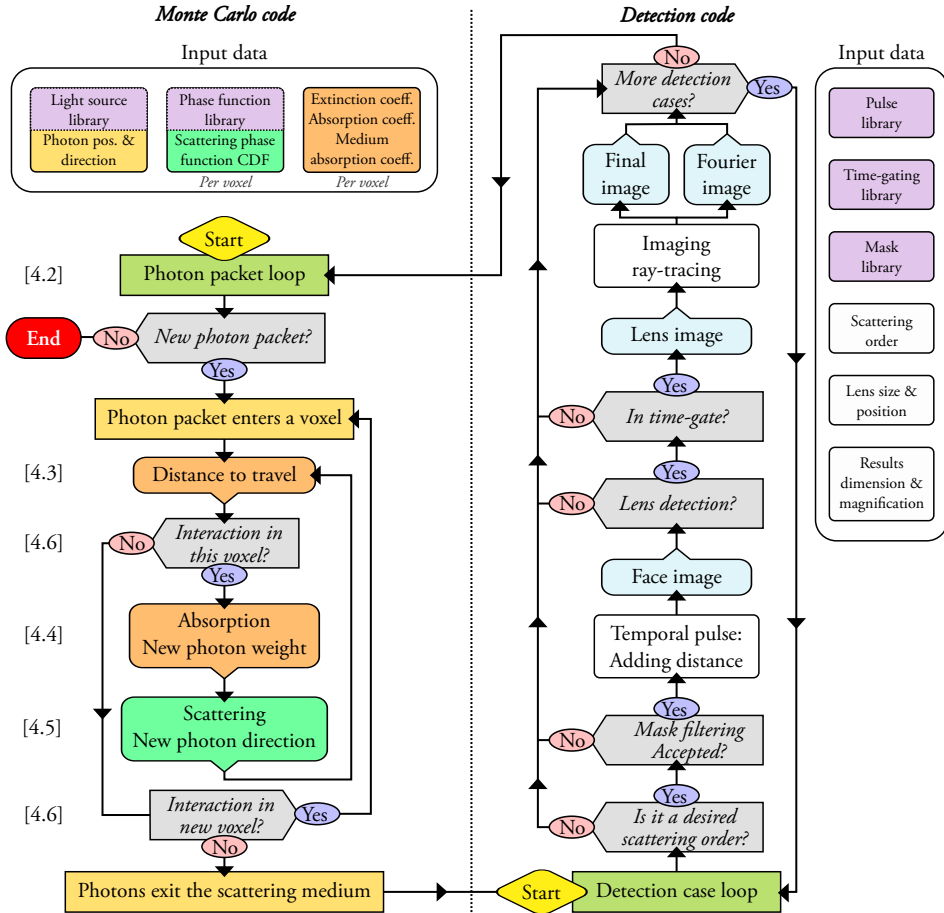 Monte Carlo code
Input data
Light source
library
Photon pos. &
direction
Phase function
library
Scattering phase
function CDF
Per voxel
Extinction coeff.
Absorption coeff.
Medium
absorption coeff.
Per voxel
Start
[4.2]
Photon packet loop
End
No
New photon packet?
Yes
Photon packet enters a voxel
[4.3]
Distance to travel
[4.6]
No
Interaction in
this voxel?
Yes
[4.4]
Absorption
New photon weight
[4.5]
Scattering
New photon direction
[4.6]
Interaction in
new voxel?
Yes
No
Photons exit the scattering medium
Detection code
No
More detection
cases?
Yes
Final
image
Fourier
image
Imaging
ray-tracing
Lens image
Yes
No
In time-gate?
Yes
No
Lens detection?
Face image
Temporal pulse:
Adding distance
Yes
No
Mask filtering
Accepted?
Yes
No
Is it a desired
scattering order?
Start
Detection case loop
Input data
Pulse
library
Time-gating
library
Mask
library
Scattering
order
Lens size &
position
Results
dimension &
magnification